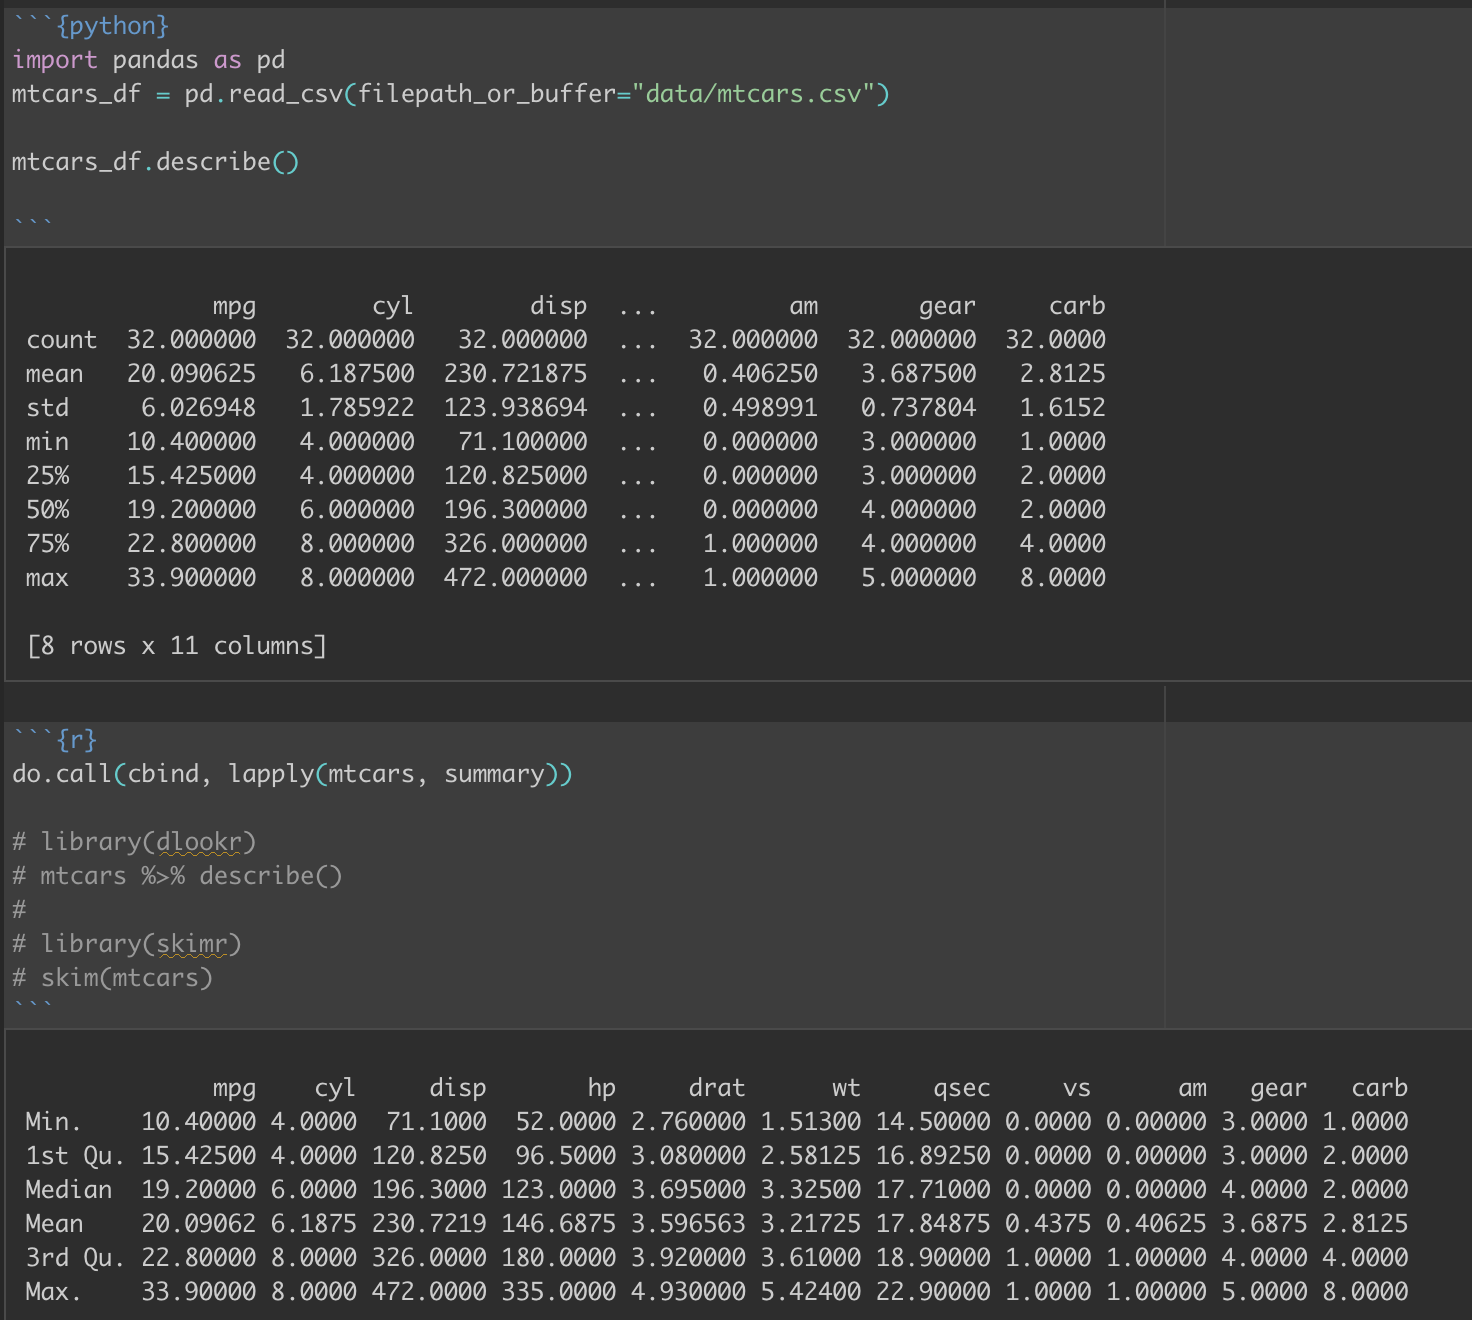 ```{python}
import pandas as pd
mtcars_df = pd.read_csv(filepath_or_buffer="data/mtcars.csv")

mtcars_df.describe()

```

             mpg        cyl        disp  ...         am       gear     carb
count  32.000000  32.000000   32.000000  ...  32.000000  32.000000  32.0000
mean   20.090625   6.187500  230.721875  ...   0.406250   3.687500   2.8125
std     6.026948   1.785922  123.938694  ...   0.498991   0.737804   1.6152
min    10.400000   4.000000   71.100000  ...   0.000000   3.000000   1.0000
25%    15.425000   4.000000  120.825000  ...   0.000000   3.000000   2.0000
50%    19.200000   6.000000  196.300000  ...   0.000000   4.000000   2.0000
75%    22.800000   8.000000  326.000000  ...   1.000000   4.000000   4.0000
max    33.900000   8.000000  472.000000  ...   1.000000   5.000000   8.0000

[8 rows x 11 columns]

```{r}
do.call(cbind, lapply(mtcars, summary))

# library(dlookr)
# mtcars %>% describe()
#
# library(skimr)
# skim(mtcars)
```

             mpg    cyl     disp       hp     drat      wt     qsec     vs      am   gear   carb
Min.    10.40000 4.0000  71.1000  52.0000 2.760000 1.51300 14.50000 0.0000 0.00000 3.0000 1.0000
1st Qu. 15.42500 4.0000 120.8250  96.5000 3.080000 2.58125 16.89250 0.0000 0.00000 3.0000 2.0000
Median  19.20000 6.0000 196.3000 123.0000 3.695000 3.32500 17.71000 0.0000 0.00000 4.0000 2.0000
Mean    20.09062 6.1875 230.7219 146.6875 3.596563 3.21725 17.84875 0.4375 0.40625 3.6875 2.8125
3rd Qu. 22.80000 8.0000 326.0000 180.0000 3.920000 3.61000 18.90000 1.0000 1.00000 4.0000 4.0000
Max.    33.90000 8.0000 472.0000 335.0000 4.930000 5.42400 22.90000 1.0000 1.00000 5.0000 8.0000